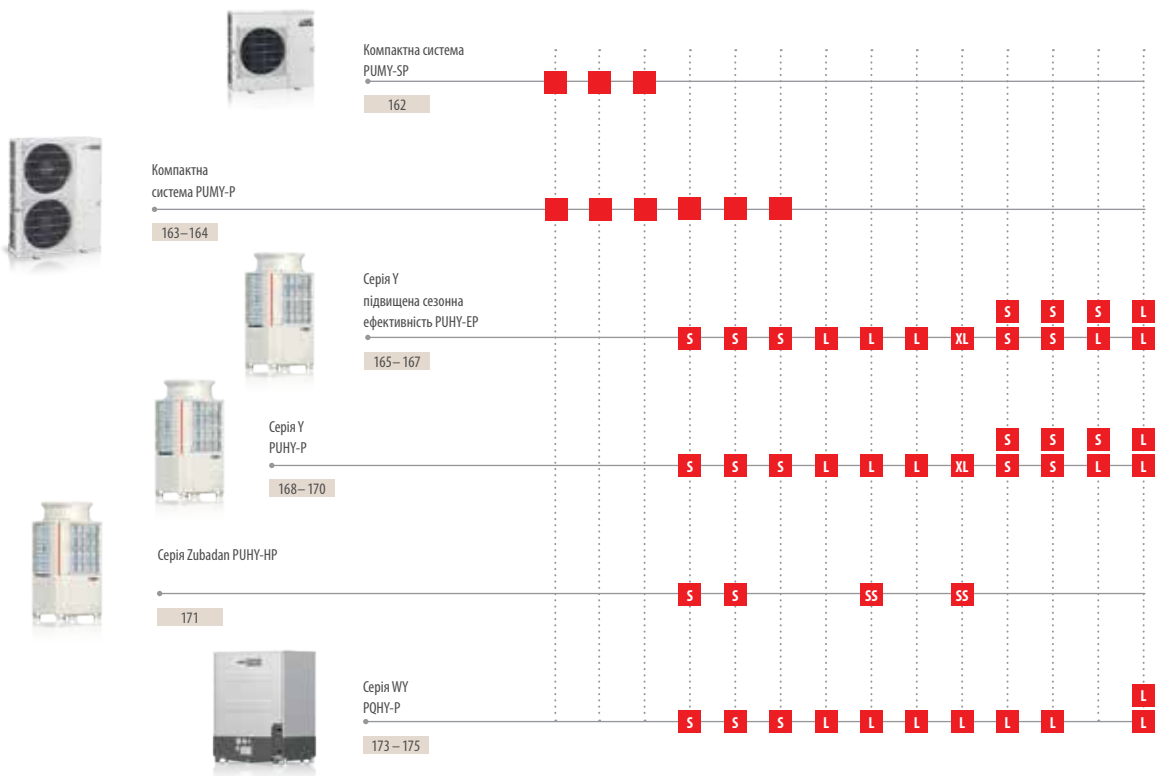 Компактна система
PUMY-SP
162
Компактна
система PUMY-P
163–164
Серія Y
підвищена сезонна
ефективність PUHY-EP
S S S L
S S S L L L XL S S L L
165–167
Серія Y
PUHY-P
S S S L
S S S L L L XL S S L L
168–170
Серія Zubadan PUHY-HP
S S SS SS
171
Серія WY
PQHY-P
L
S S S L L L L L L L
173–175